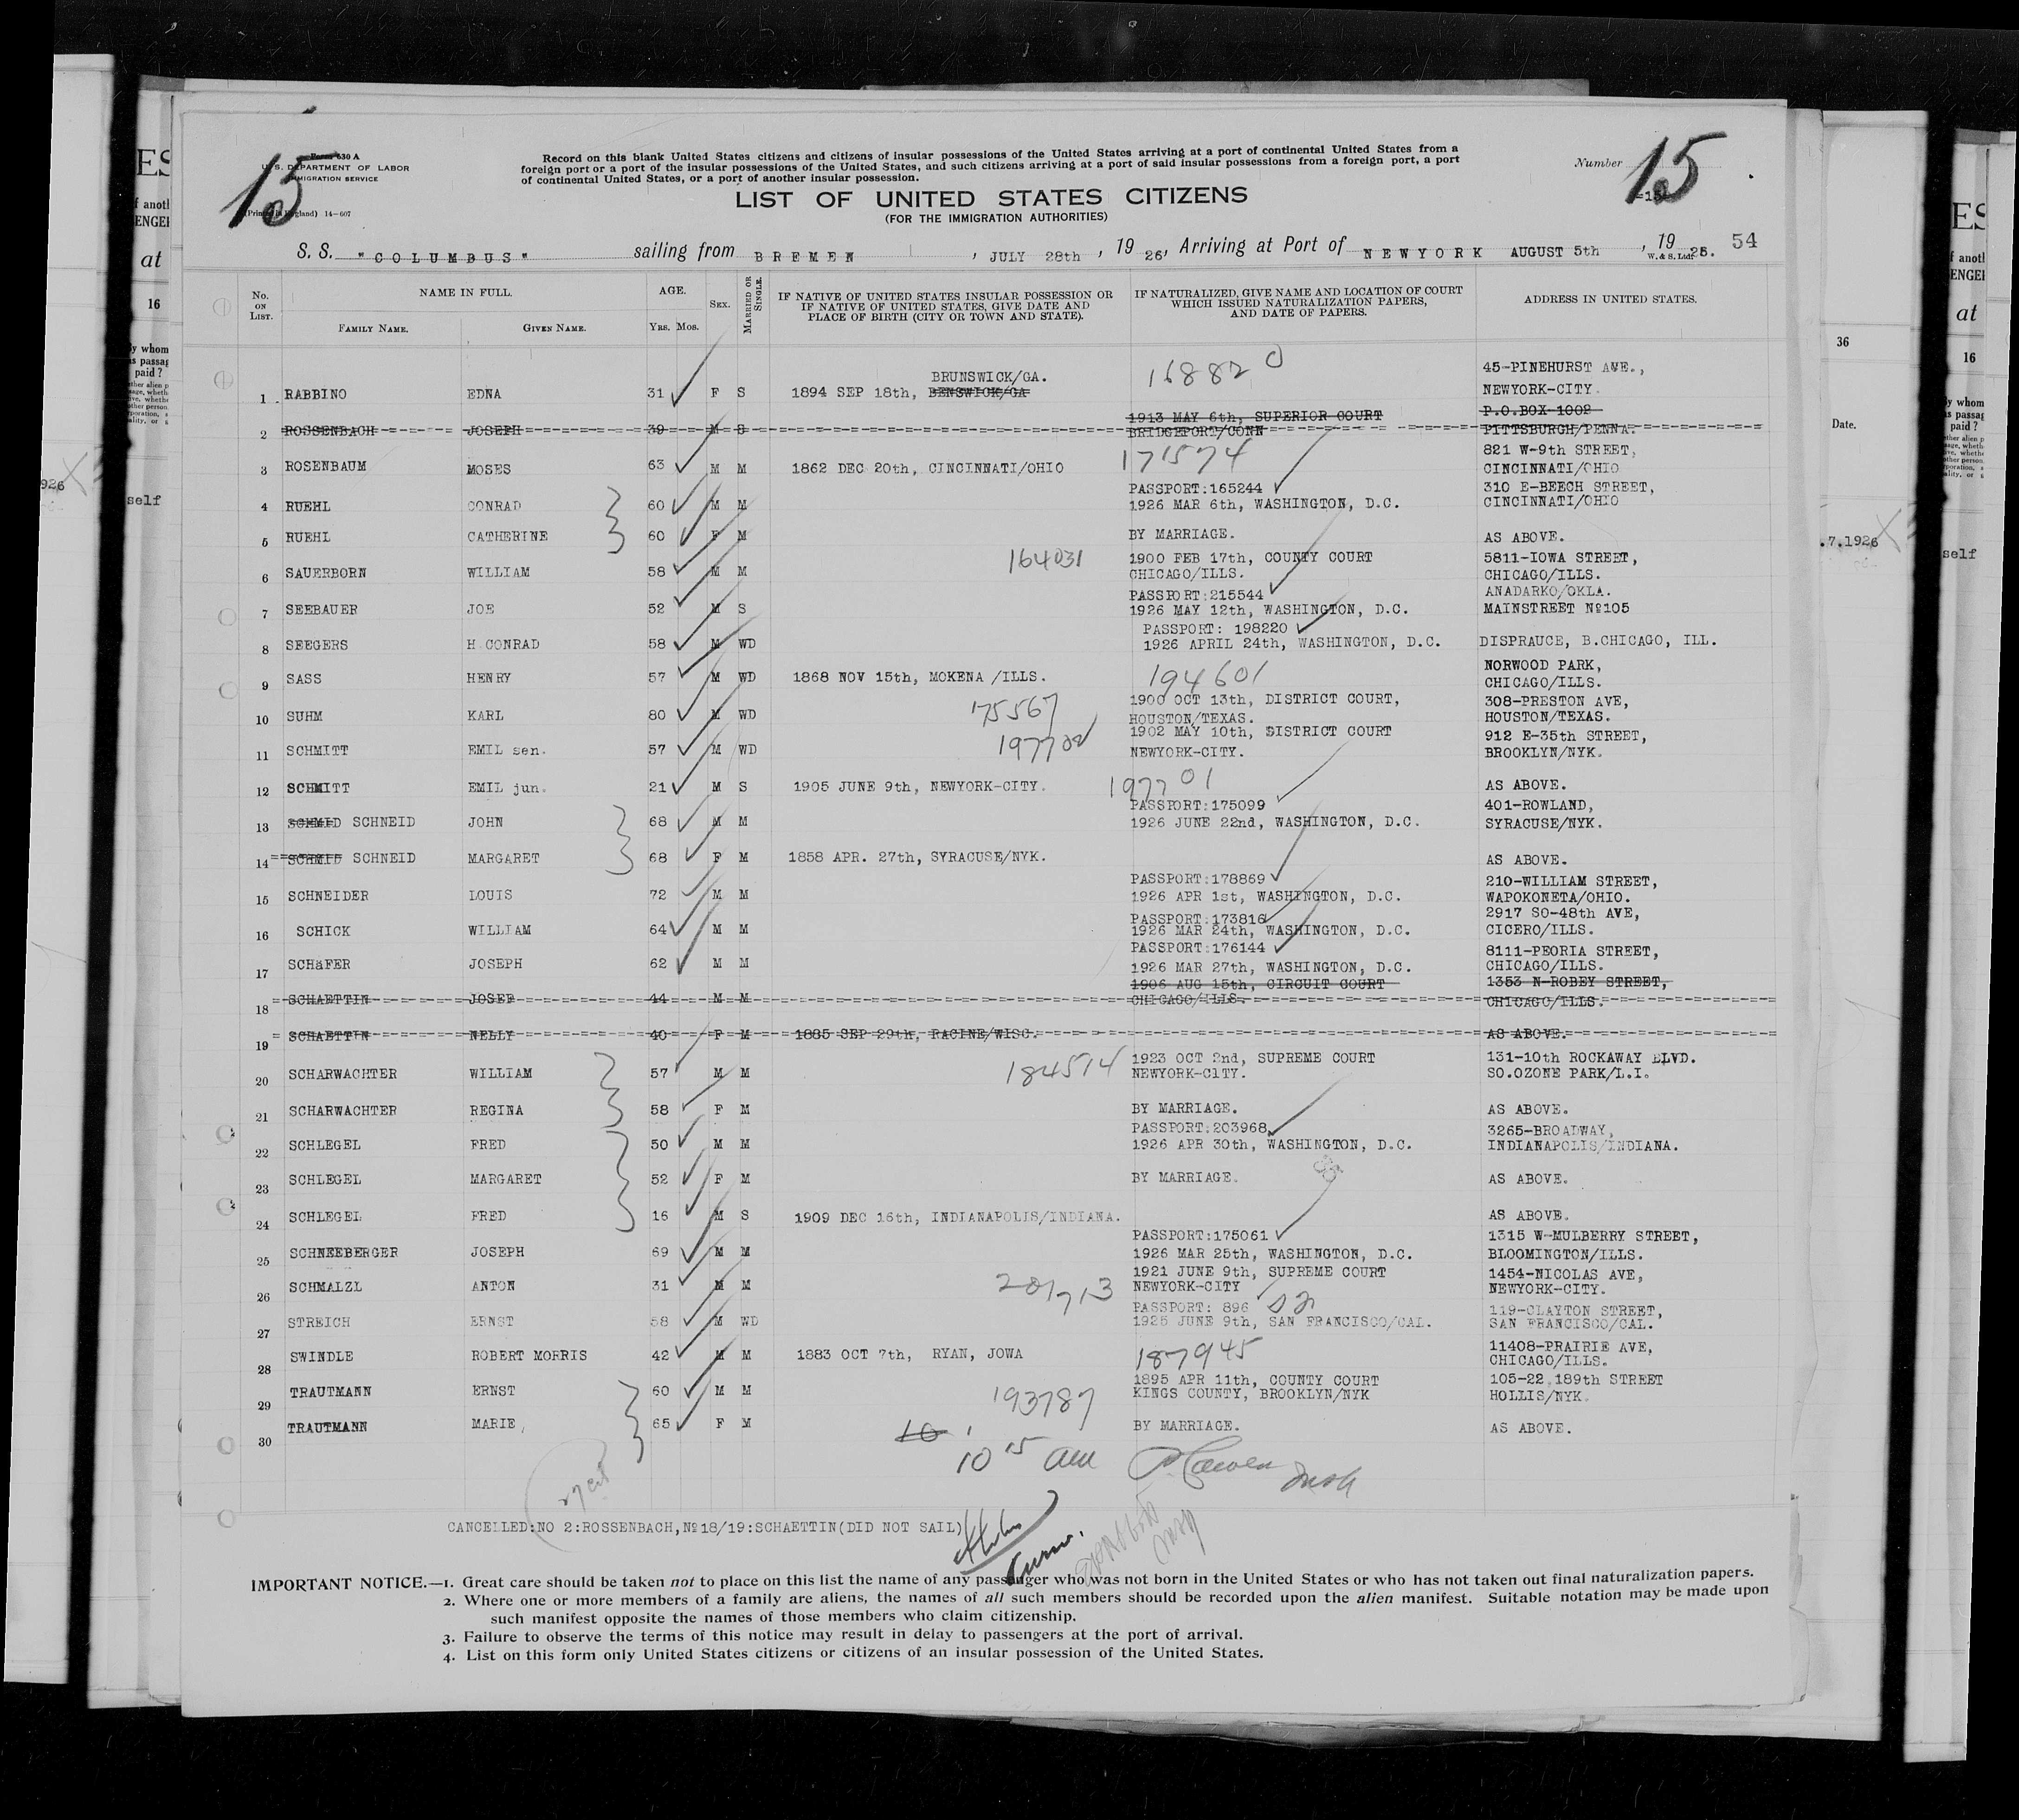 15
Form 630 A
U. S. DEPARTMENT OF LABOR
IMMIGRATION SERVICE
(Printed in England) 14-607
Record on this blank United States citizens and citizens of insular possessions of the United States arriving at a port of continental United States from a
foreign port or a port of the insular possessions of the United States, and such citizens arriving at a port of said insular possessions from a foreign port, a port
of continental United States, or a port of another insular possession.
Number 15
LIST OF UNITED STATES CITIZENS
(FOR THE IMMIGRATION AUTHORITIES)
S. S. "COLUMBUS" sailing from BREMEN, JULY 28th, 19 26, Arriving at Port of NEWYORK AUGUST 5th, 19 26. 54
W. & S. Ltd.
No. ON LIST. NAME IN FULL. FAMILY NAME. GIVEN NAME. AGE. YRS. MOS. SEX. MARRIED OR SINGLE. IF NATIVE OF UNITED STATES INSULAR POSSESSION OR IF NATIVE OF UNITED STATES, GIVE DATE AND PLACE OF BIRTH (CITY OR TOWN AND STATE). IF NATURALIZED, GIVE NAME AND LOCATION OF COURT WHICH ISSUED NATURALIZATION PAPERS, AND DATE OF PAPERS. ADDRESS IN UNITED STATES.
1 RABBINO EDNA 31 F S 1894 SEP 18th, BENSWICK/GA BRUNSWICK/GA. 168820 45-PINEHURST AVE., NEWYORK-CITY.
2 ROSSENBACH JOSEPH 39 M S 1913 MAY 6th, SUPERIOR COURT BRIDGEPORT/CONN P.O.BOX 1002 PITTSBURGH/PENNA.
3 ROSENBAUM MOSES 63 M M 1862 DEC 20th, CINCINNATI/OHIO 171574 821 W-9th STREET, CINCINNATI/OHIO
4 RUEHL CONRAD 60 M M PASSPORT:165244 1926 MAR 6th, WASHINGTON, D.C. 310 E-BEECH STREET, CINCINNATI/OHIO
5 RUEHL CATHERINE 60 F M BY MARRIAGE. AS ABOVE.
6 SAUERBORN WILLIAM 58 M M 164031 1900 FEB 17th, COUNTY COURT CHICAGO/ILLS. 5811-IOWA STREET, CHICAGO/ILLS.
7 SEEBAUER JOE 52 M S PASSPORT:215544 1926 MAY 12th, WASHINGTON, D.C. ANADARKO/OKLA. MAINSTREET №105
8 SEEGERS H.CONRAD 58 M WD PASSPORT: 198220 1926 APRIL 24th, WASHINGTON, D.C. DISPRAUCE, B.CHICAGO, ILL.
9 SASS HENRY 57 M WD 1868 NOV 15th, MOKENA /ILLS. 194601 NORWOOD PARK, CHICAGO/ILLS.
10 SUHM KARL 80 M WD 75567 1900 OCT 13th, DISTRICT COURT, HOUSTON/TEXAS. 308-PRESTON AVE, HOUSTON/TEXAS.
11 SCHMITT EMIL sen. 57 M WD 197702 1902 MAY 10th, DISTRICT COURT NEWYORK-CITY. 912 E-35th STREET, BROOKLYN/NYK.
12 SCHMITT EMIL jun. 21 M S 1905 JUNE 9th, NEWYORK-CITY. 197701 AS ABOVE.
13 SCHMID SCHNEID JOHN 68 M M PASSPORT:175099 1926 JUNE 22nd, WASHINGTON, D.C. 401-ROWLAND, SYRACUSE/NYK.
14 SCHMID SCHNEID MARGARET 68 F M 1858 APR. 27th, SYRACUSE/NYK. AS ABOVE.
15 SCHNEIDER LOUIS 72 M M PASSPORT:178869 1926 APR 1st, WASHINGTON, D.C. 210-WILLIAM STREET, WAPOKONETA/OHIO.
16 SCHICK WILLIAM 64 M M PASSPORT:173816 1926 MAR 24th, WASHINGTON, D.C. 2917 SO-48th AVE, CICERO/ILLS.
17 SCHäFER JOSEPH 62 M M PASSPORT:176144 1926 MAR 27th, WASHINGTON, D.C. 8111-PEORIA STREET, CHICAGO/ILLS.
18 SCHAETTIN JOSEP 44 M M 1906 AUG 15th, CIRCUIT COURT CHICAGO/ILLS. 1353 N-ROBEY STREET, CHICAGO/ILLS.
19 SCHAETTIN NELLY 40 F M 1885 SEP 29th, RACINE/WISC. AS ABOVE.
20 SCHARWACHTER WILLIAM 57 M M 184574 1923 OCT 2nd, SUPREME COURT NEWYORK-CITY. 131-10th ROCKAWAY BLVD. SO.OZONE PARK/L.I.
21 SCHARWACHTER REGINA 58 F M BY MARRIAGE. AS ABOVE.
22 SCHLEGEL FRED 50 M M PASSPORT:203968 1926 APR 30th, WASHINGTON, D.C. 3265-BROADWAY, INDIANAPOLIS/INDIANA.
23 SCHLEGEL MARGARET 52 F M BY MARRIAGE. AS ABOVE.
24 SCHLEGEL FRED 16 M S 1909 DEC 16th, INDIANAPOLIS/INDIANA. AS ABOVE.
25 SCHNEEBERGER JOSEPH 69 M M PASSPORT:175061 1926 MAR 25th, WASHINGTON, D.C. 1315 W-MULBERRY STREET, BLOOMINGTON/ILLS.
26 SCHMALZL ANTON 31 M M 201713 1921 JUNE 9th, SUPREME COURT NEWYORK-CITY 1454-NICOLAS AVE, NEWYORK-CITY.
27 STREICH ERNST 58 M WD PASSPORT: 896 1925 JUNE 9th, SAN FRANCISCO/CAL. 119-CLAYTON STREET, SAN FRANCISCO/CAL.
28 SWINDLE ROBERT MORRIS 42 M M 1883 OCT 7th, RYAN, JOWA 187945 11408-PRAIRIE AVE, CHICAGO/ILLS.
29 TRAUTMANN ERNST 60 M M 193787 1895 APR 11th, COUNTY COURT KINGS COUNTY, BROOKLYN/NYK 105-22 189th STREET HOLLIS/NYK.
30 TRAUTMANN MARIE, 65 F M BY MARRIAGE. AS ABOVE.
10
10 15 am
27 cit
CANCELLED:NO 2:ROSSENBACH,№18/19:SCHAETTIN(DID NOT SAIL)
IMPORTANT NOTICE.—1. Great care should be taken not to place on this list the name of any passenger who was not born in the United States or who has not taken out final naturalization papers.
2. Where one or more members of a family are aliens, the names of all such members should be recorded upon the alien manifest. Suitable notation may be made upon
such manifest opposite the names of those members who claim citizenship.
3. Failure to observe the terms of this notice may result in delay to passengers at the port of arrival.
4. List on this form only United States citizens or citizens of an insular possession of the United States.